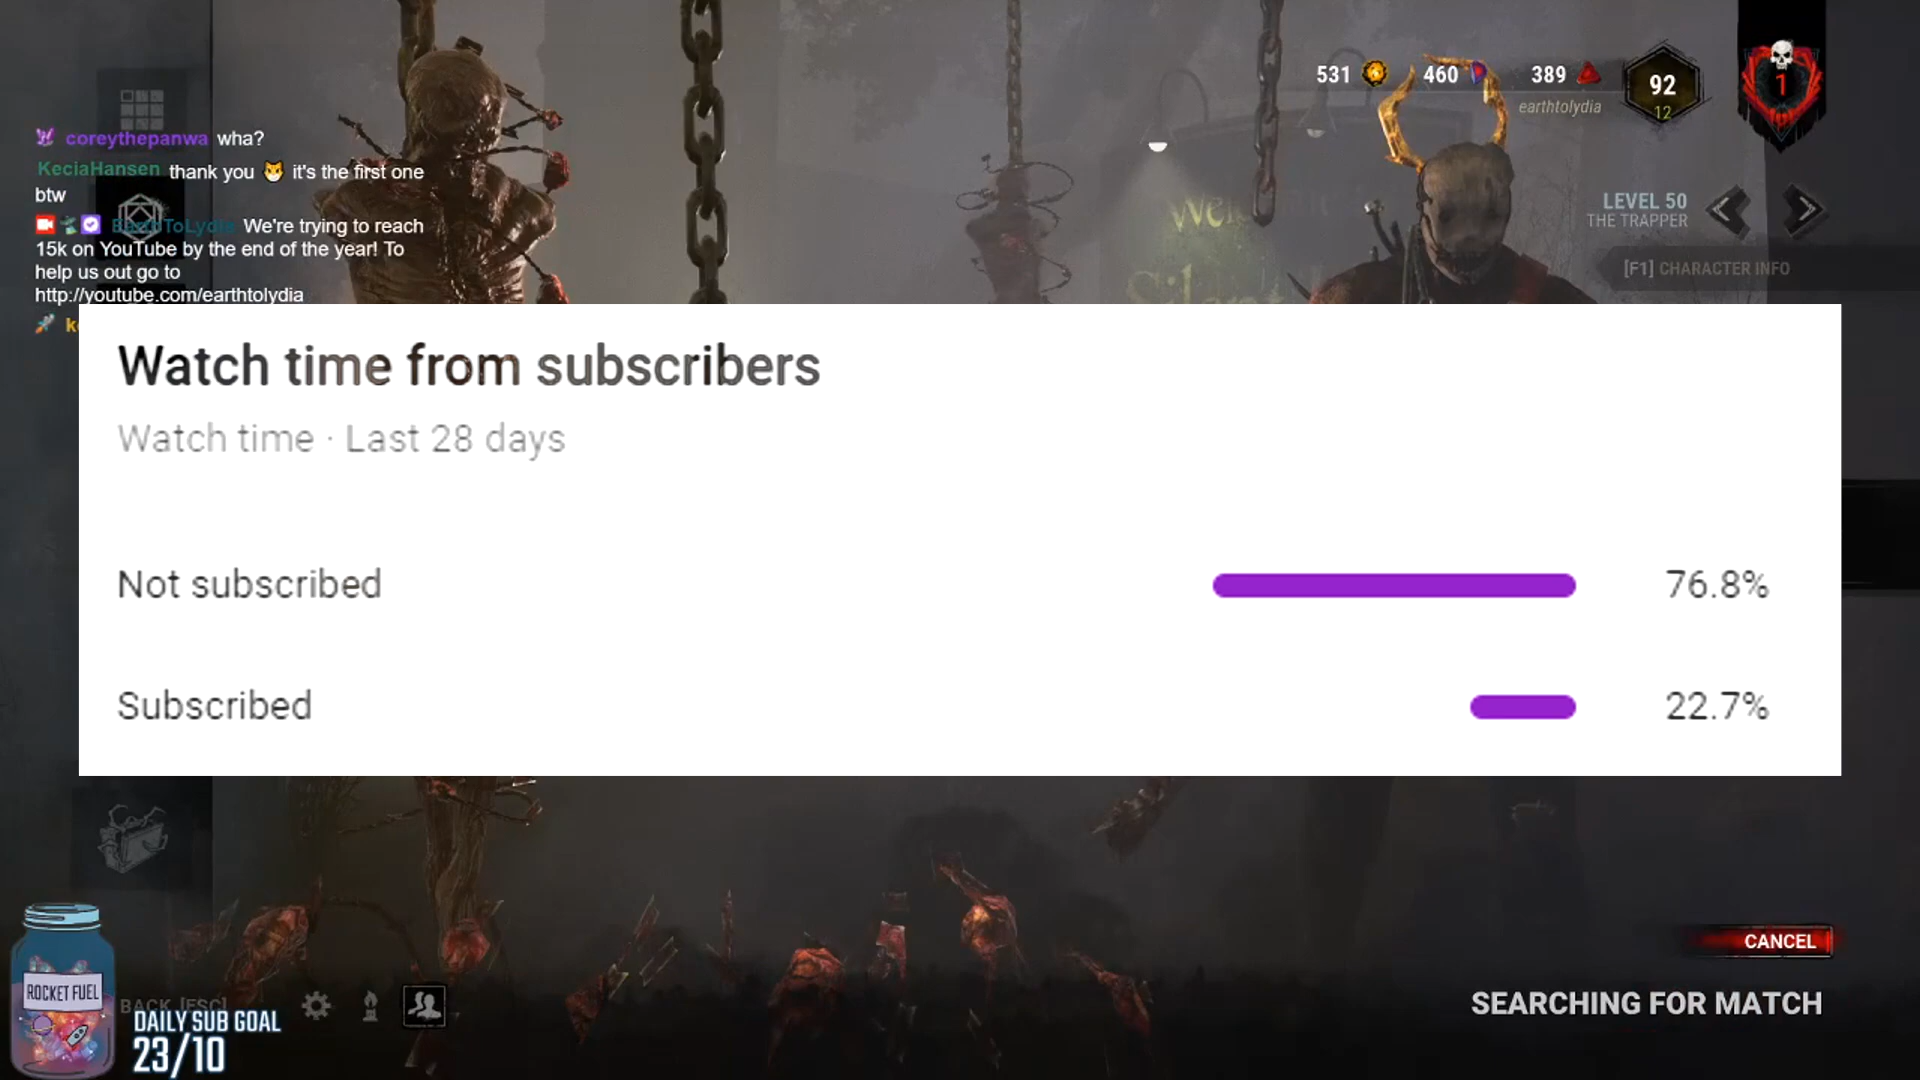 531 460 389 92
earthtolydia 12
1
coreythepanwa wha?
KeciaHansen thank you 🐱 it's the first one
btw
EarthToLydia We're trying to reach
15k on YouTube by the end of the year! To
help us out go to
http://youtube.com/earthtolydia
LEVEL 50
THE TRAPPER
[F1] CHARACTER INFO
Watch time from subscribers
Watch time · Last 28 days
Not subscribed 76.8%
Subscribed 22.7%
CANCEL
SEARCHING FOR MATCH
ROCKET FUEL
BACK [ESC]
DAILY SUB GOAL
23/10